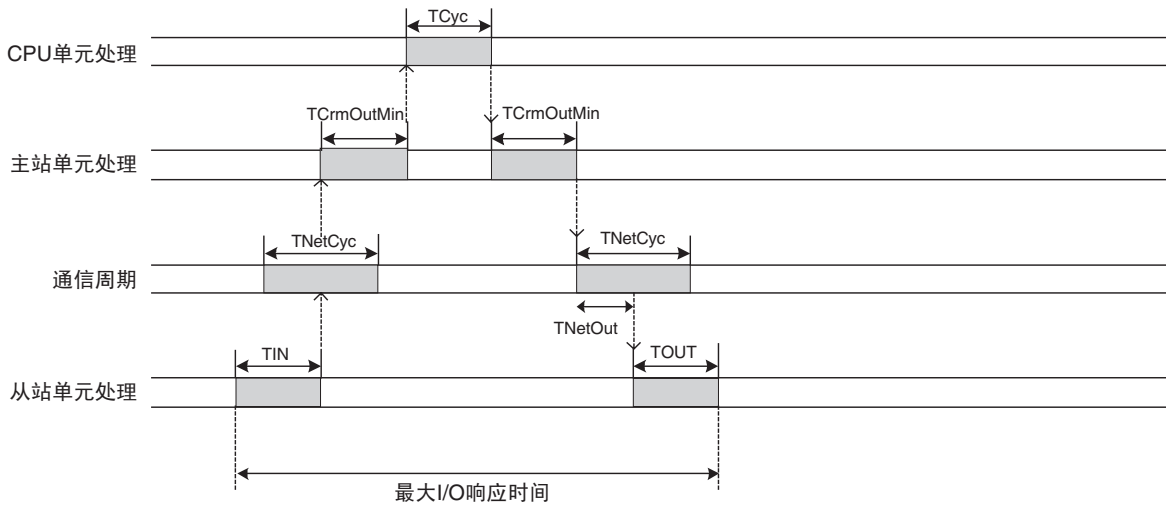 TCyc
CPU单元处理
TCrmOutMin
TCrmOutMin
主站单元处理
TNetCyc
TNetCyc
通信周期
TNetOut
TIN
TOUT
从站单元处理
最大I/O响应时间